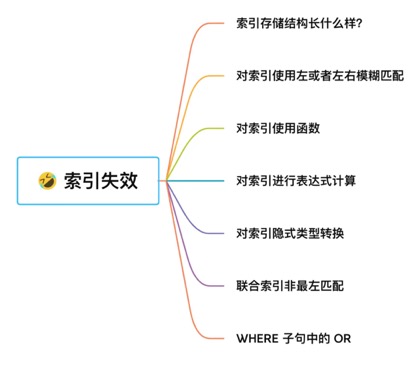 索引存储结构长什么样?
对索引使用左或者左右模糊匹配
对索引使用函数
索引失效
对索引进行表达式计算
对索引隐式类型转换
联合索引非最左匹配
WHERE 子句中的 OR